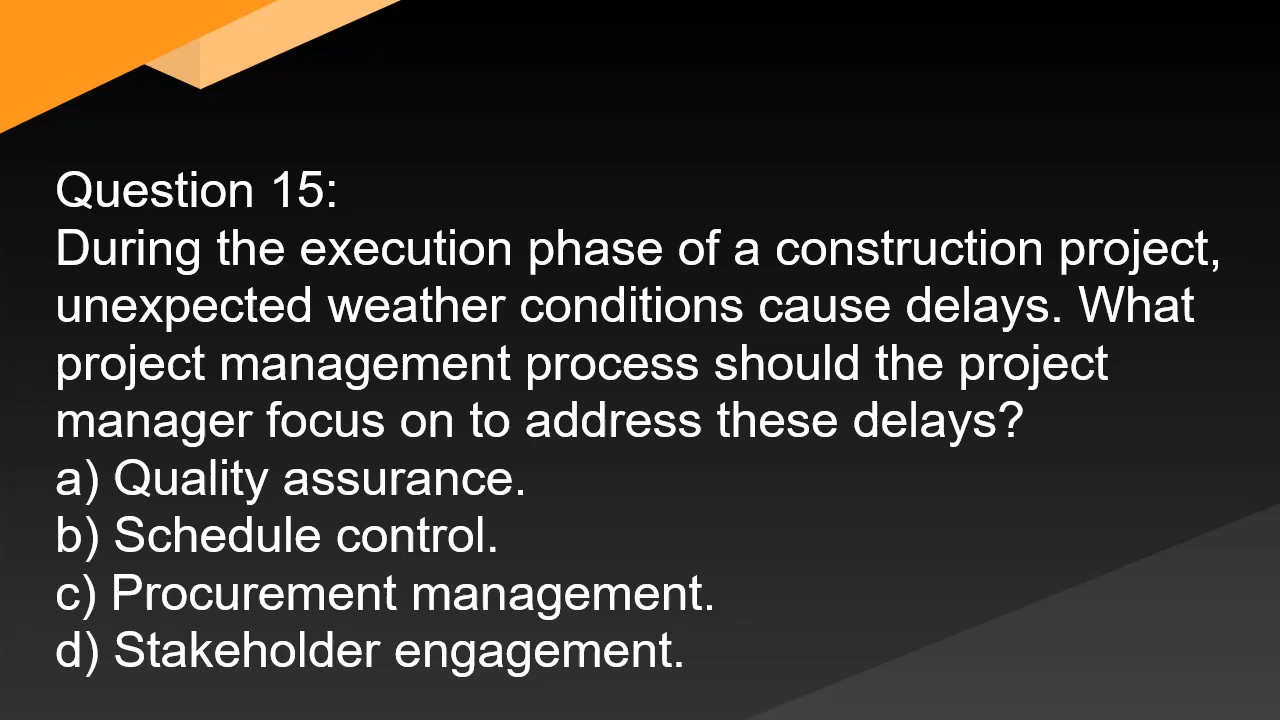 Question 15:
During the execution phase of a construction project,
unexpected weather conditions cause delays. What
project management process should the project
manager focus on to address these delays?
a) Quality assurance.
b) Schedule control.
c) Procurement management.
d) Stakeholder engagement.